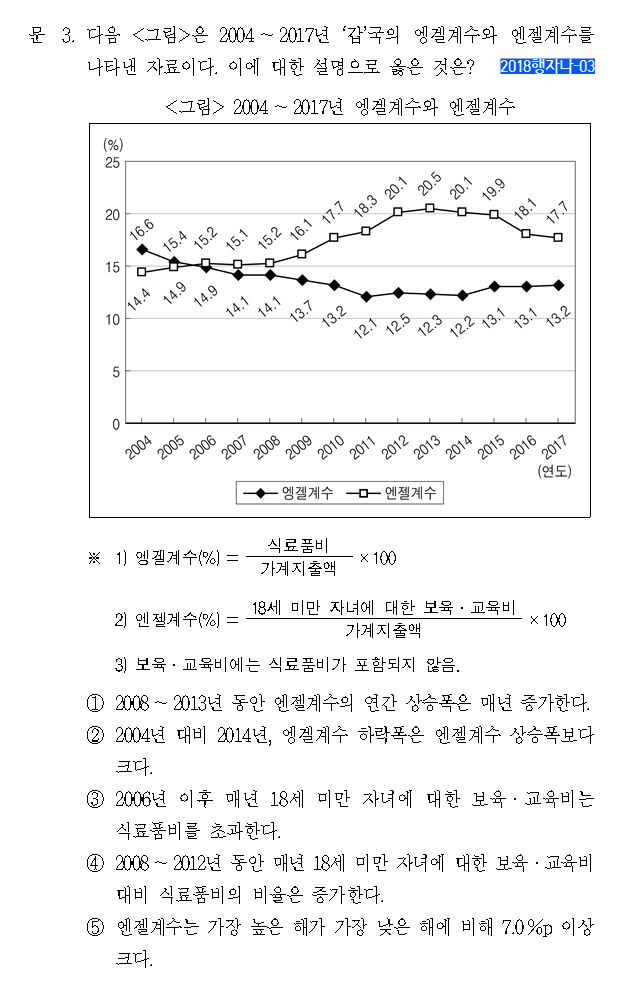 문 3. 다음 <그림>은 2004 ~ 2017년 ‘갑’국의 엥겔계수와 엔젤계수를
나타낸 자료이다. 이에 대한 설명으로 옳은 것은? 2018행자나-03
<그림> 2004 ~ 2017년 엥겔계수와 엔젤계수
(%)
25
20
15
10
5
0
16.6 15.4 15.2 15.1 15.2 16.1 17.7 18.3 20.1 20.5 20.1 19.9 18.1 17.7
14.4 14.9 14.9 14.1 14.1 13.7 13.2 12.1 12.5 12.3 12.2 13.1 13.1 13.2
2004 2005 2006 2007 2008 2009 2010 2011 2012 2013 2014 2015 2016 2017
(연도)
엥겔계수 엔젤계수
※ 1) 엥겔계수(%) = 식료품비 / 가계지출액 × 100
2) 엔젤계수(%) = 18세 미만 자녀에 대한 보육·교육비 / 가계지출액 × 100
3) 보육·교육비에는 식료품비가 포함되지 않음.
① 2008 ~ 2013년 동안 엔젤계수의 연간 상승폭은 매년 증가한다.
② 2004년 대비 2014년, 엥겔계수 하락폭은 엔젤계수 상승폭보다
크다.
③ 2006년 이후 매년 18세 미만 자녀에 대한 보육·교육비는
식료품비를 초과한다.
④ 2008 ~ 2012년 동안 매년 18세 미만 자녀에 대한 보육·교육비
대비 식료품비의 비율은 증가한다.
⑤ 엔젤계수는 가장 높은 해가 가장 낮은 해에 비해 7.0%p 이상
크다.